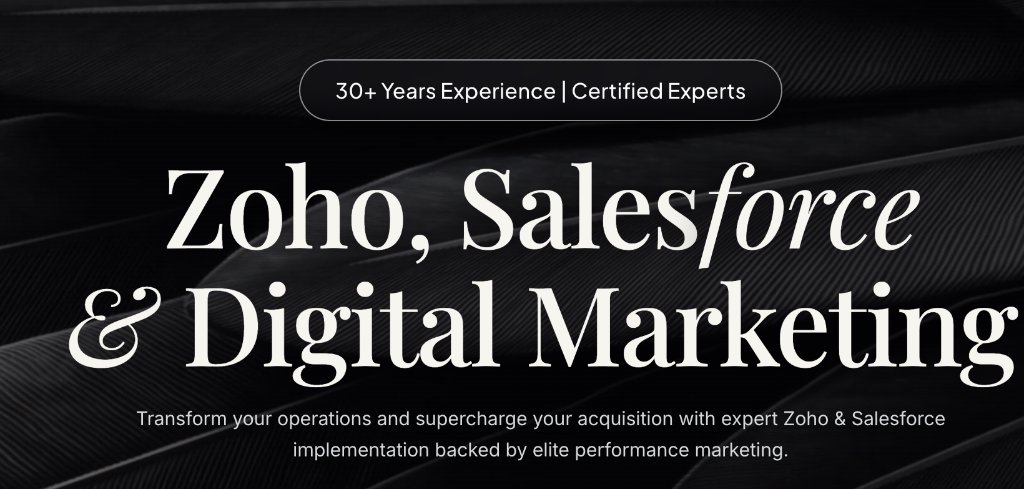 30+ Years Experience | Certified Experts
Zoho, Salesforce
& Digital Marketing
Transform your operations and supercharge your acquisition with expert Zoho & Salesforce
implementation backed by elite performance marketing.